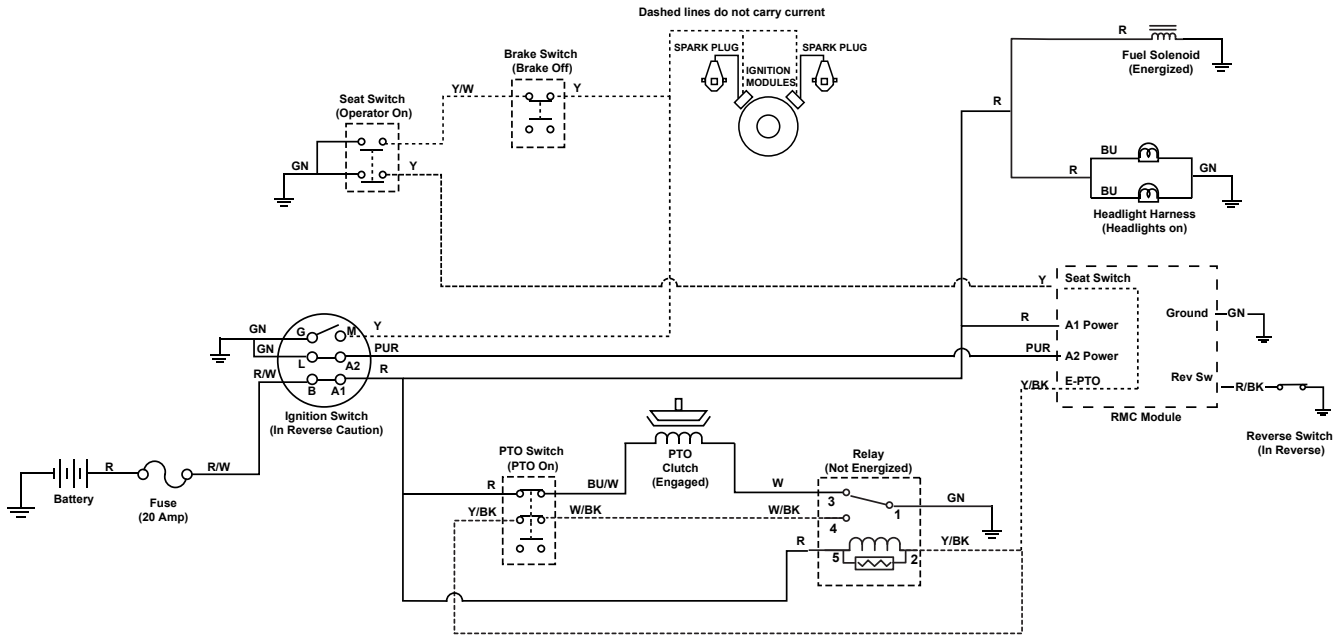 Dashed lines do not carry current
SPARK PLUG
SPARK PLUG
IGNITION
MODULES
Brake Switch
(Brake Off)
Y/W
Y
Seat Switch
(Operator On)
GN
Y
R
Fuel Solenoid
(Energized)
R
R
BU
BU
GN
Headlight Harness
(Headlights on)
Y
Seat Switch
Ground
GN
R
A1 Power
PUR
A2 Power
Y/BK
E-PTO
Rev Sw
R/BK
RMC Module
Reverse Switch
(In Reverse)
GN
G
M
Y
GN
L
A2
PUR
R/W
B
A1
R
Ignition Switch
(In Reverse Caution)
R
R/W
Battery
Fuse
(20 Amp)
PTO Switch
(PTO On)
R
BU/W
Y/BK
W/BK
PTO
Clutch
(Engaged)
W
W/BK
Relay
(Not Energized)
3
1
GN
4
R
5
2
Y/BK